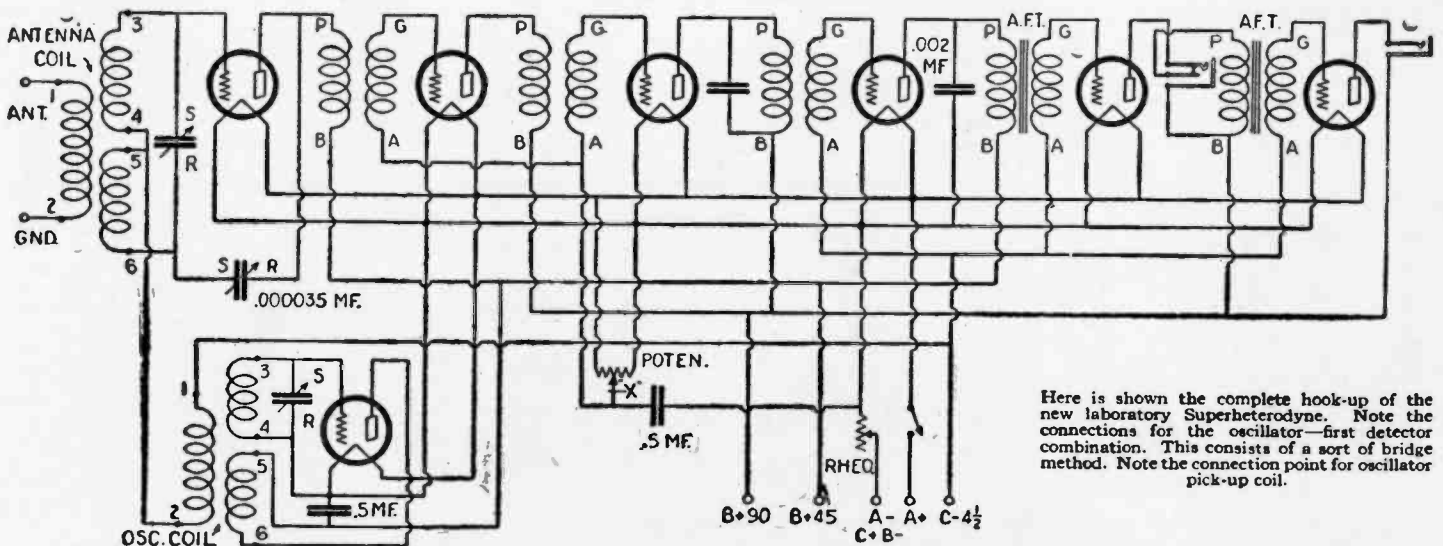 ANTENNA
COIL
3
1
ANT.
4
5
2
GND.
6
S
R
S R
.000035 MF.
P
B
G
A
P
B
G
A
P
B
G
A
.002
MF
A.F.T.
P G
B A
A.F.T.
P G
B A
POTEN.
"X"
.5 MF.
RHEO.
1
2
OSC. COIL
3
4
5
6
S
R
.5 MF.
B+90 B+45 A- A+ C-4½
C+B-
Here is shown the complete hook-up of the
new laboratory Superheterodyne. Note the
connections for the oscillator—first detector
combination. This consists of a sort of bridge
method. Note the connection point for oscillator
pick-up coil.